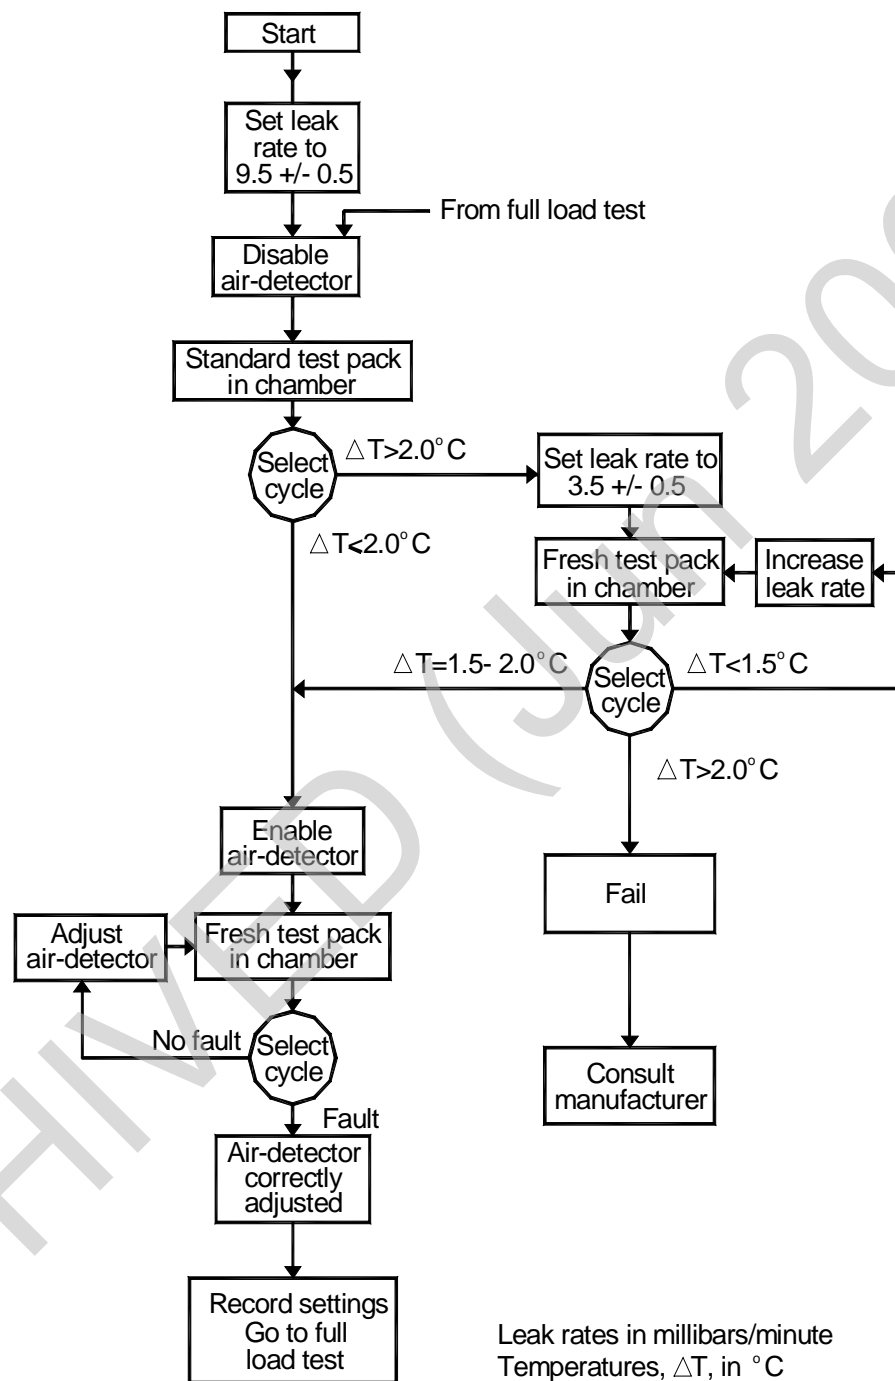 Start
Set leak
rate to
9.5 +/- 0.5
From full load test
Disable
air-detector
Standard test pack
in chamber
Select
cycle
△T>2.0°C
Set leak rate to
3.5 +/- 0.5
△T⩽2.0°C
Fresh test pack
in chamber
Increase
leak rate
△T=1.5- 2.0°C
Select
cycle
△T<1.5°C
△T>2.0°C
Enable
air-detector
Fail
Adjust
air-detector
Fresh test pack
in chamber
No fault
Select
cycle
Consult
manufacturer
Fault
Air-detector
correctly
adjusted
Record settings
Go to full
load test
Leak rates in millibars/minute
Temperatures, △T, in °C
HIVED (Jun 20